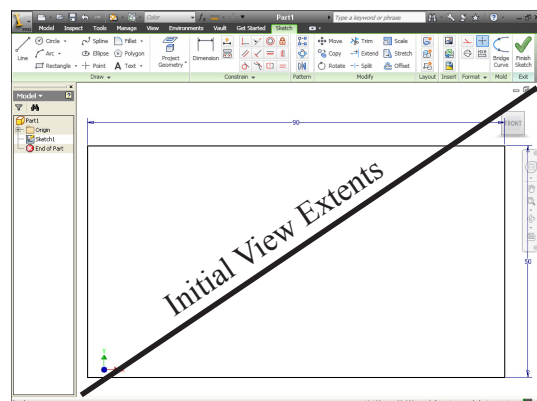 Color
Part1
Type a keyword or phrase
Model Inspect Tools Manage View Environments Vault Get Started Sketch
Line
Circle
Arc
Rectangle
Spline
Ellipse
Point
Fillet
Polygon
Text
Project Geometry
Dimension
Move
Copy
Rotate
Trim
Extend
Split
Scale
Stretch
Offset
Bridge Curve
Finish Sketch
Draw Constrain Pattern Modify Layout Insert Format Mold Exit
Model
Part1
Origin
Sketch1
End of Part
90
FRONT
Initial View Extents
50
Y